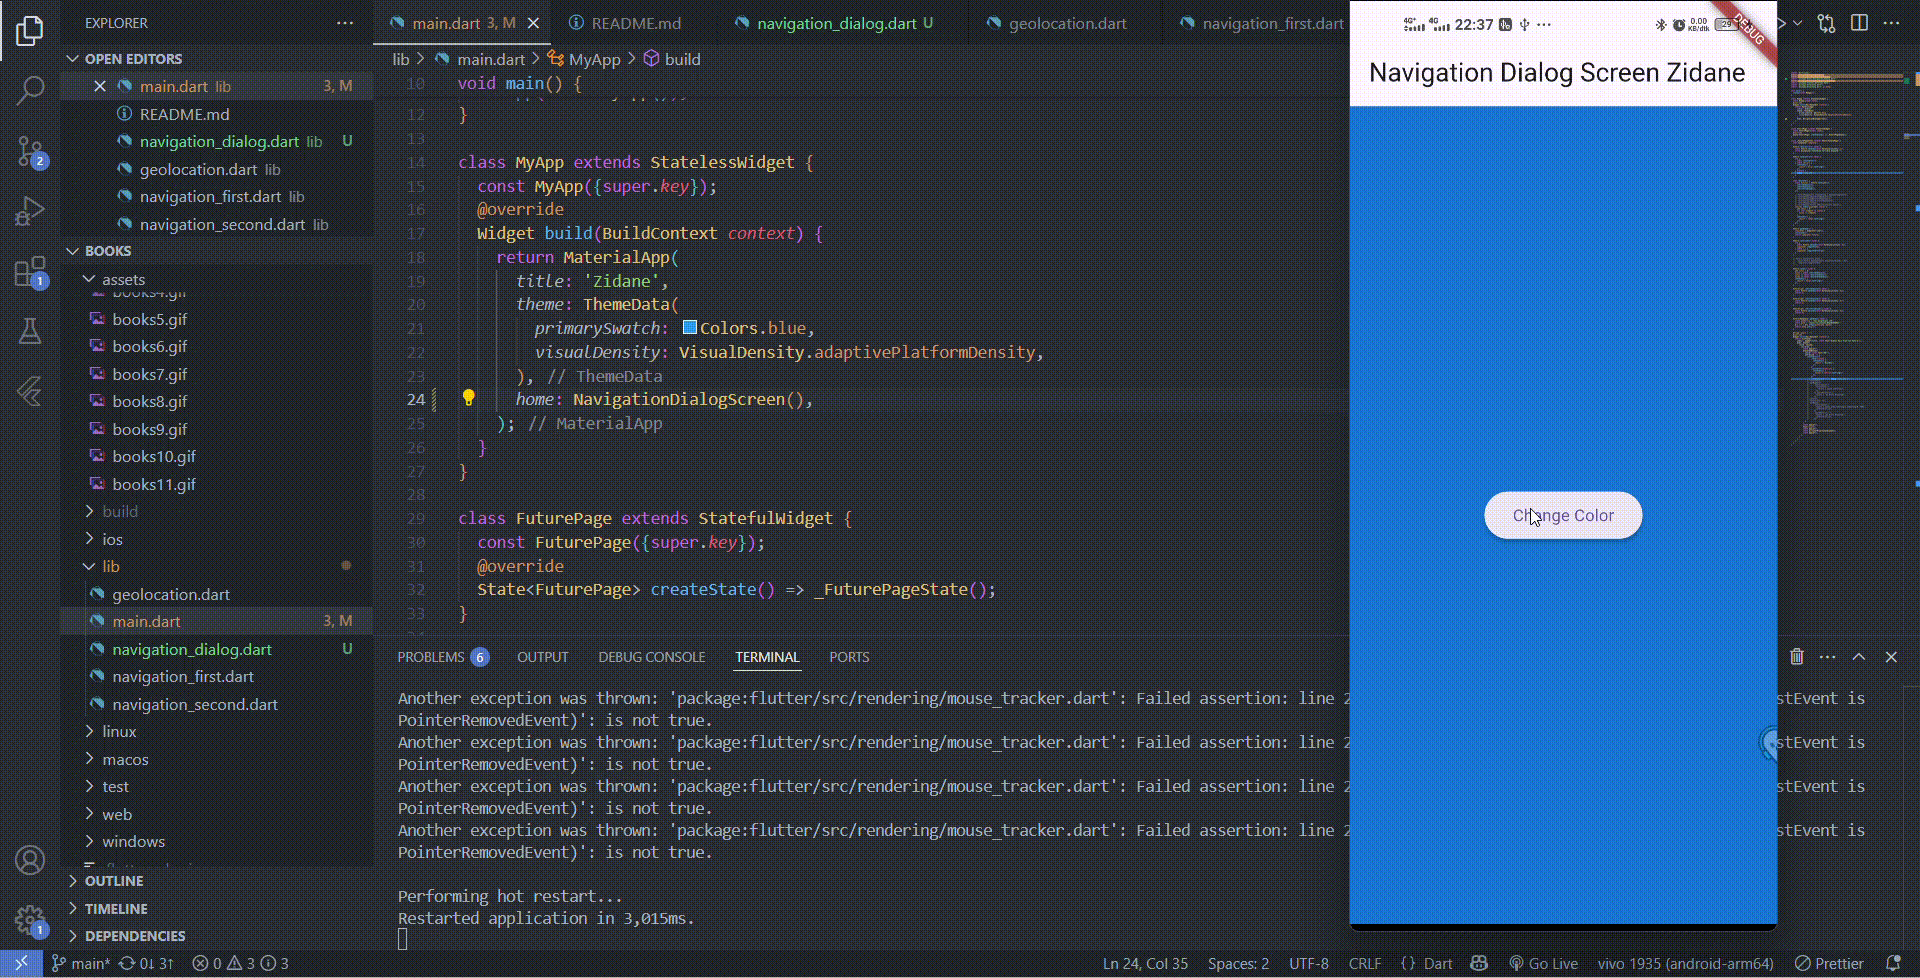 EXPLORER
OPEN EDITORS
main.dart lib 3, M
README.md
navigation_dialog.dart lib U
geolocation.dart lib
navigation_first.dart lib
navigation_second.dart lib
BOOKS
assets
books4.gif
books5.gif
books6.gif
books7.gif
books8.gif
books9.gif
books10.gif
books11.gif
build
ios
lib
geolocation.dart
main.dart 3, M
navigation_dialog.dart U
navigation_first.dart
navigation_second.dart
linux
macos
test
web
windows
OUTLINE
TIMELINE
DEPENDENCIES
2
1
1
main.dart 3, M README.md navigation_dialog.dart U geolocation.dart navigation_first.dart
lib > main.dart > MyApp > build
10 void main() {
12 }
13
14 class MyApp extends StatelessWidget {
15 const MyApp({super.key});
16 @override
17 Widget build(BuildContext context) {
18 return MaterialApp(
19 title: 'Zidane',
20 theme: ThemeData(
21 primarySwatch: Colors.blue,
22 visualDensity: VisualDensity.adaptivePlatformDensity,
23 ), // ThemeData
24 home: NavigationDialogScreen(),
25 ); // MaterialApp
26 }
27 }
28
29 class FuturePage extends StatefulWidget {
30 const FuturePage({super.key});
31 @override
32 State<FuturePage> createState() => _FuturePageState();
33 }
PROBLEMS 6 OUTPUT DEBUG CONSOLE TERMINAL PORTS
Another exception was thrown: 'package:flutter/src/rendering/mouse_tracker.dart': Failed assertion: line 2 stEvent is
PointerRemovedEvent)': is not true.
Another exception was thrown: 'package:flutter/src/rendering/mouse_tracker.dart': Failed assertion: line 2 stEvent is
PointerRemovedEvent)': is not true.
Another exception was thrown: 'package:flutter/src/rendering/mouse_tracker.dart': Failed assertion: line 2 stEvent is
PointerRemovedEvent)': is not true.
Another exception was thrown: 'package:flutter/src/rendering/mouse_tracker.dart': Failed assertion: line 2 stEvent is
PointerRemovedEvent)': is not true.
Performing hot restart...
Restarted application in 3,015ms.
4G+ 4G 22:37 0.00 KB/dtk 29
DEBUG
Navigation Dialog Screen Zidane
Change Color
main* 0↓ 3↑ 0 3 3 Ln 24, Col 35 Spaces: 2 UTF-8 CRLF {} Dart Go Live vivo 1935 (android-arm64) Prettier